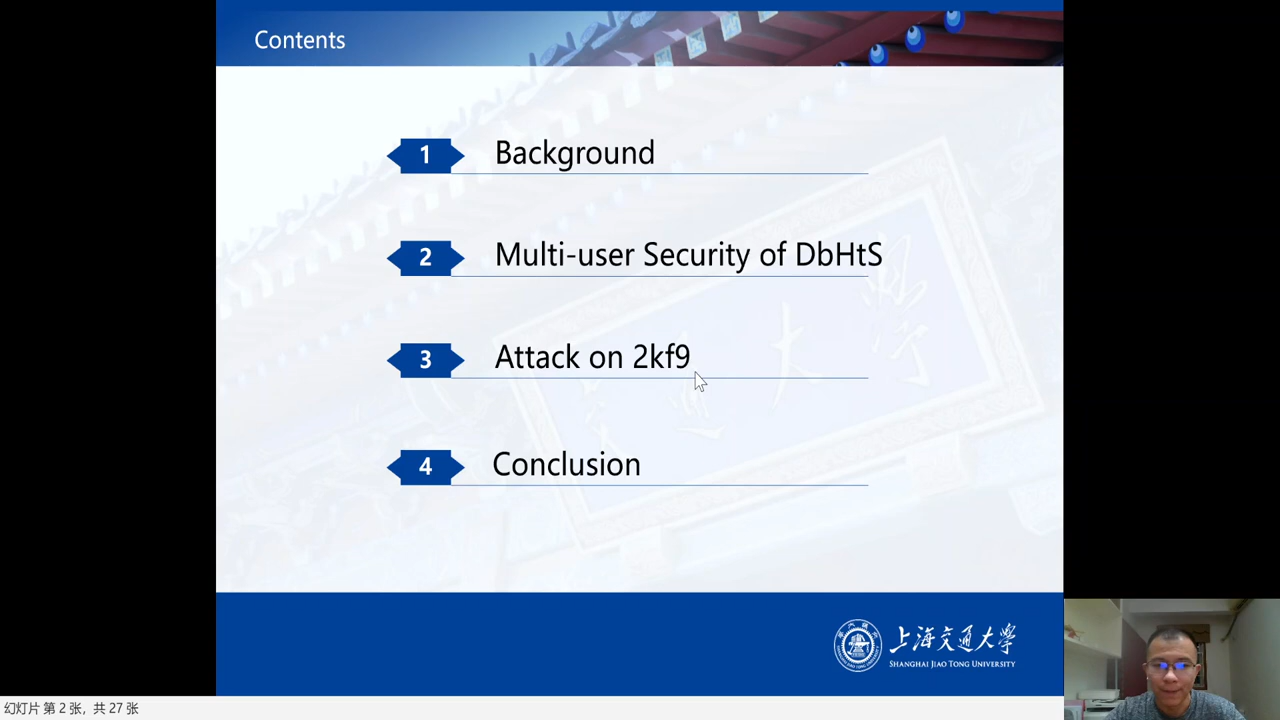 Contents
1 Background
2 Multi-user Security of DbHtS
3 Attack on 2kf9
4 Conclusion
上海交通大学
SHANGHAI JIAO TONG UNIVERSITY
幻灯片 第 2 张，共 27 张